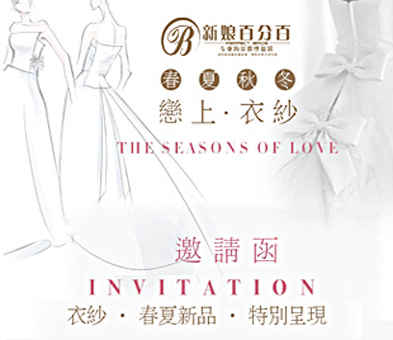 B 新娘百分百
春 夏 秋 冬
戀上·衣紗
THE SEASONS OF LOVE
邀請函
INVITATION
衣紗 · 春夏新品 · 特別呈現